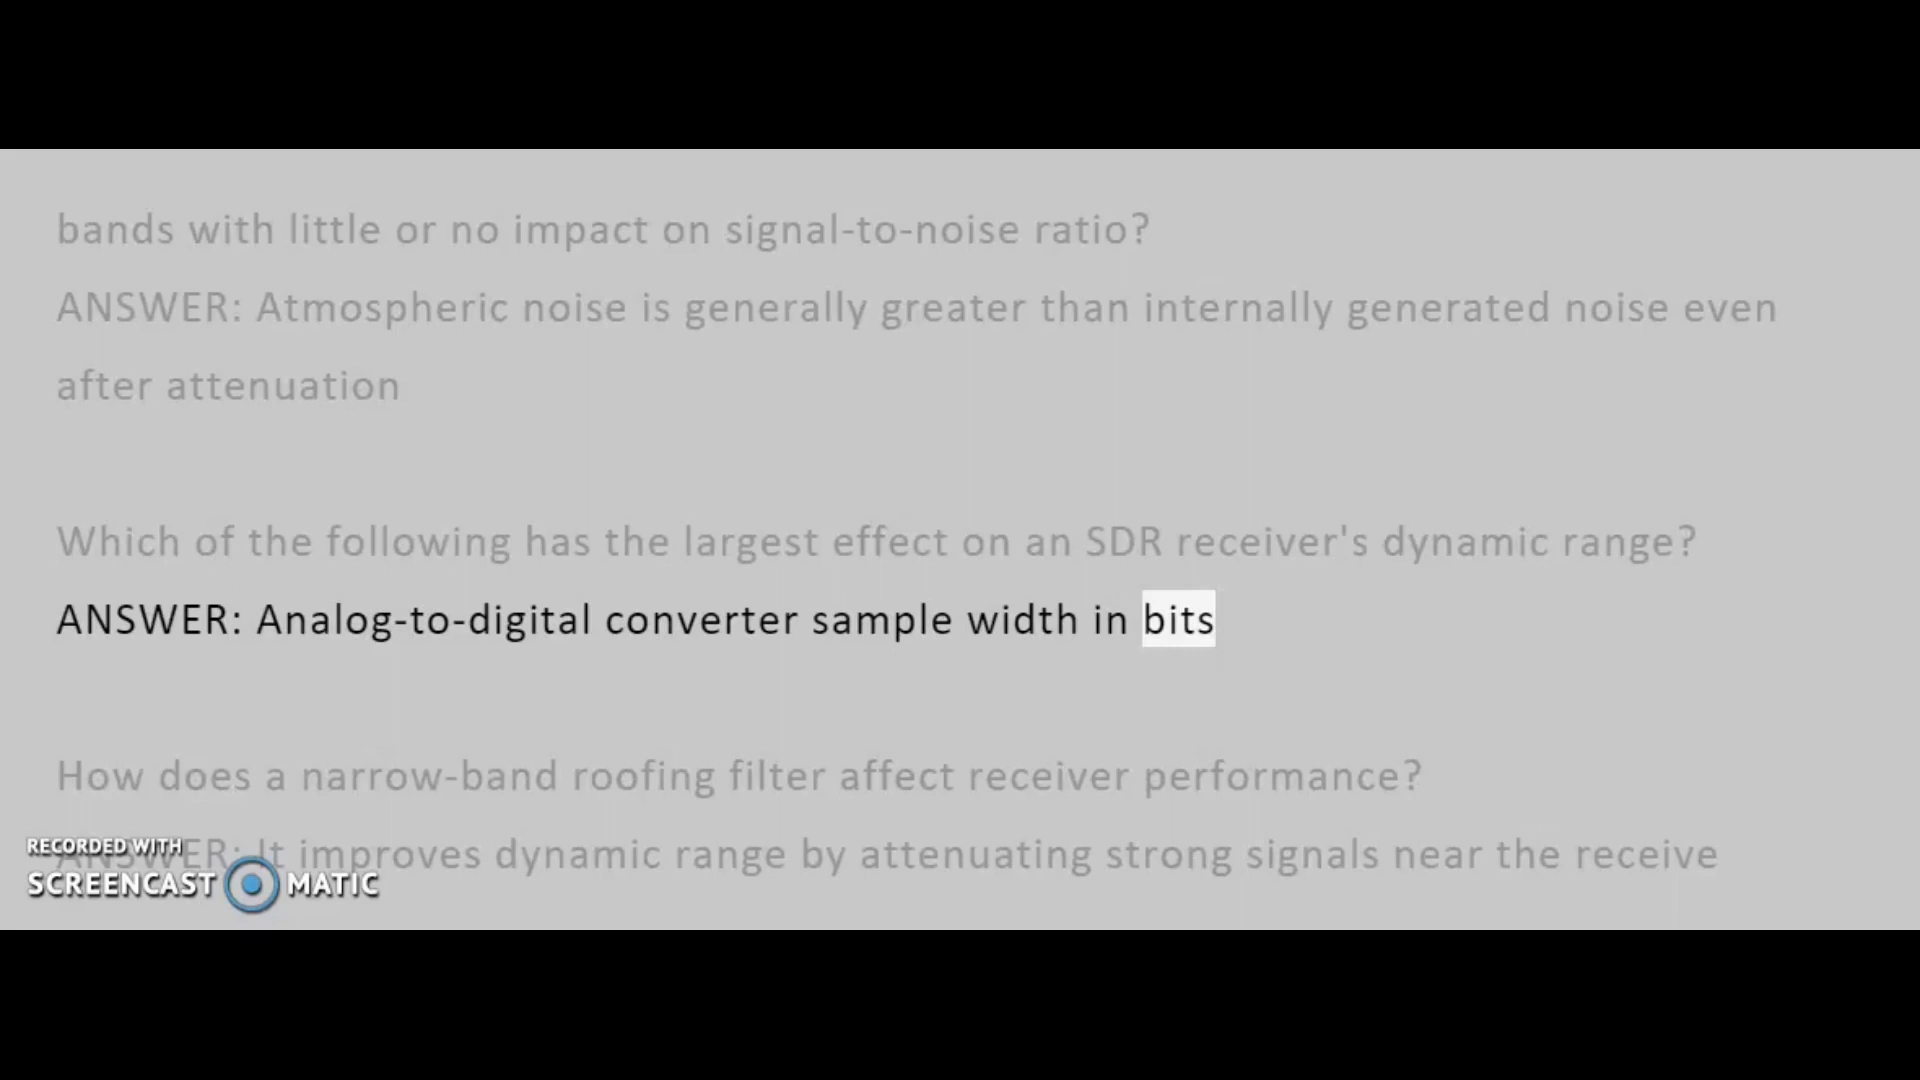 bands with little or no impact on signal-to-noise ratio?
ANSWER: Atmospheric noise is generally greater than internally generated noise even
after attenuation
Which of the following has the largest effect on an SDR receiver's dynamic range?
ANSWER: Analog-to-digital converter sample width in bits
How does a narrow-band roofing filter affect receiver performance?
ANSWER: It improves dynamic range by attenuating strong signals near the receive
RECORDED WITH
SCREENCAST MATIC